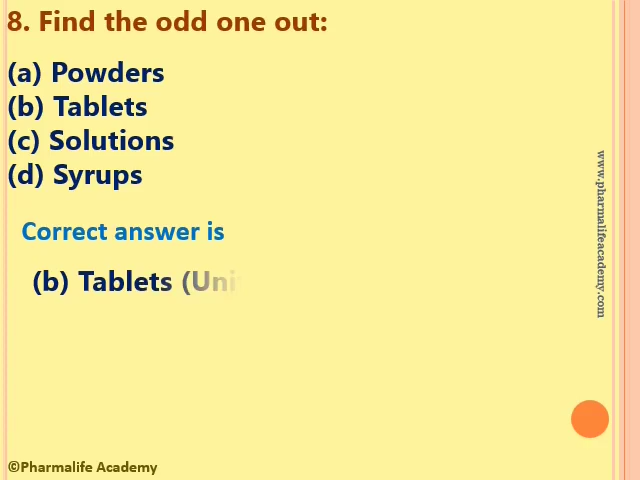 8. Find the odd one out:
(a) Powders
(b) Tablets
(c) Solutions
(d) Syrups
Correct answer is
(b) Tablets (Uni
www.pharmalifeacademy.com
©Pharmalife Academy